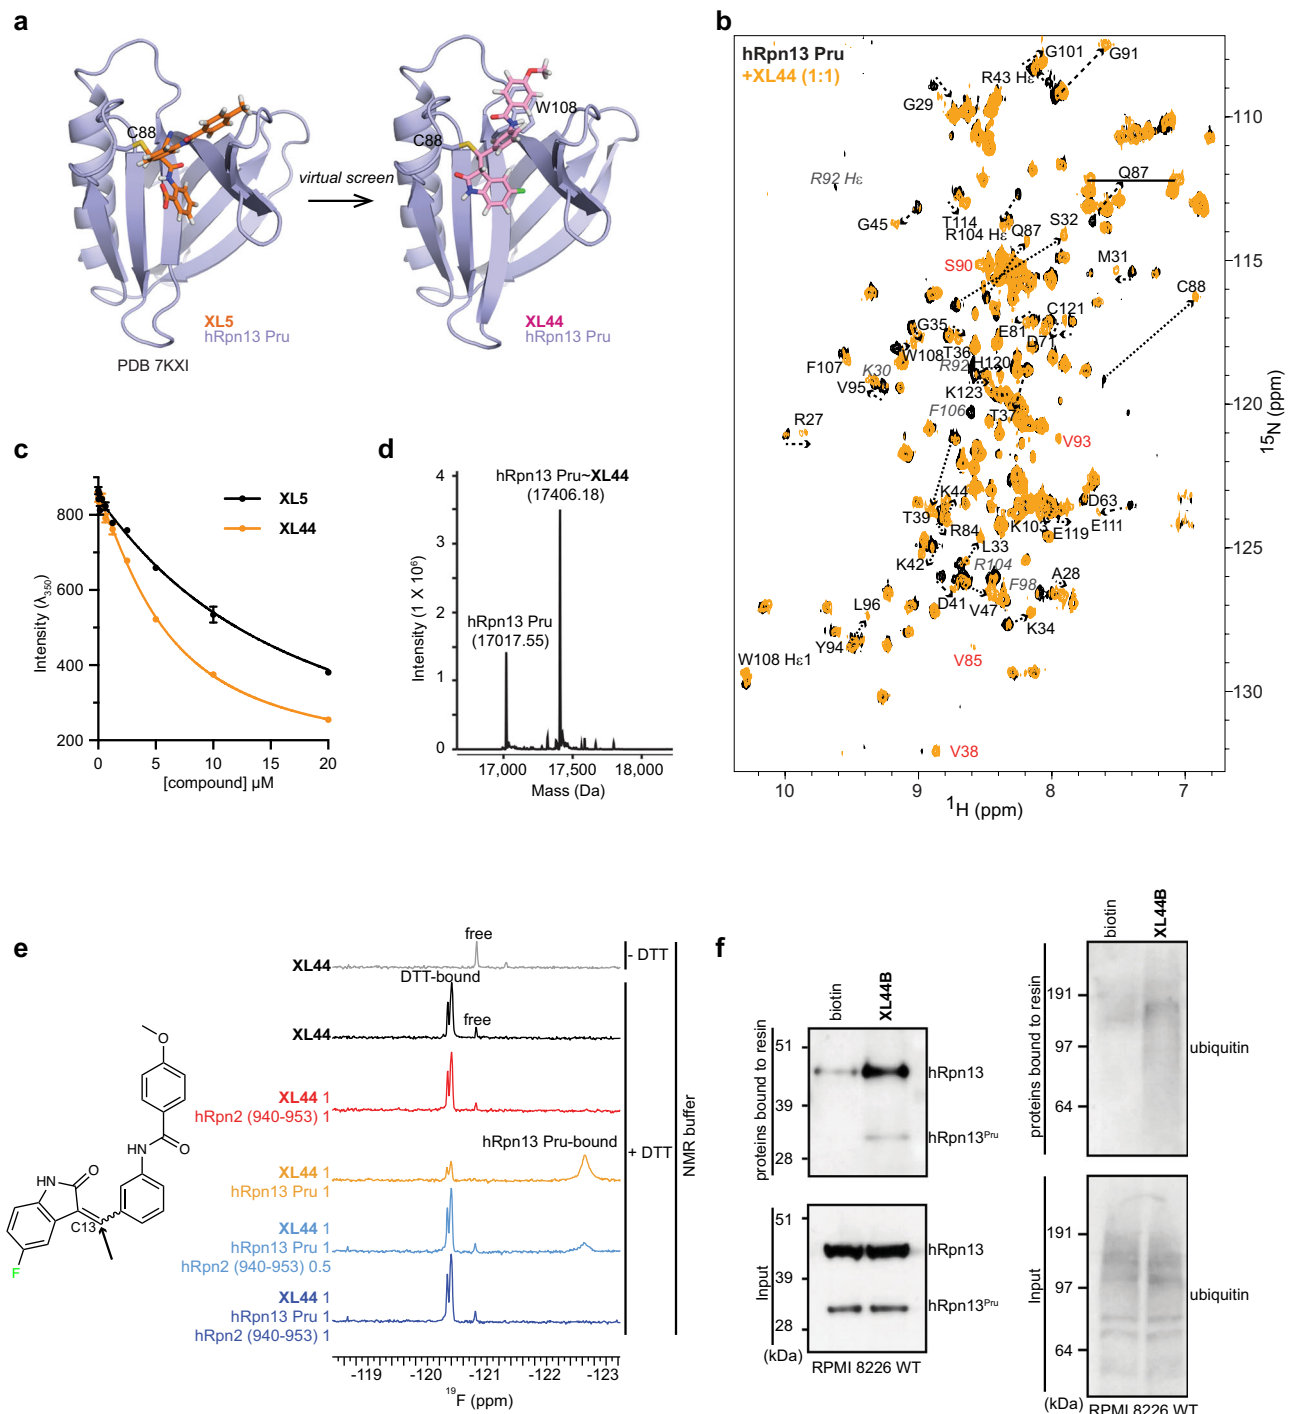 a
C88
XL5
hRpn13 Pru
PDB 7KXI
virtual screen
W108
C88
XL44
hRpn13 Pru
b
hRpn13 Pru
+XL44 (1:1)
G101
G91
R43 Hε
G29
R92 Hε
Q87
G45
T114
R104 Hε
Q87
S32
S90
M31
C88
G35
C121
E81
D71
F107
W108
T36
K30
R92
H120
V95
K123
F106
T37
R27
V93
K44
D63
T39
R84
K103
E119
E111
L33
K42
R104
F98
A28
D41
V47
L96
K34
Y94
V85
W108 Hε1
V38
110
115
120
125
130
15N (ppm)
10
9
8
7
1H (ppm)
c
XL5
XL44
800
600
400
200
Intensity (λ350)
0
5
10
15
20
[compound] µM
d
hRpn13 Pru~XL44
(17406.18)
hRpn13 Pru
(17017.55)
4
3
2
1
0
Intensity (1 X 10⁶)
17,000
17,500
18,000
Mass (Da)
e
O
O
HN
O
HN
C13
F
XL44
free
- DTT
DTT-bound
XL44
free
XL44 1
hRpn2 (940-953) 1
hRpn13 Pru-bound
+ DTT
NMR buffer
XL44 1
hRpn13 Pru 1
XL44 1
hRpn13 Pru 1
hRpn2 (940-953) 0.5
XL44 1
hRpn13 Pru 1
hRpn2 (940-953) 1
-119
-120
-121
-122
-123
19F (ppm)
f
biotin
XL44B
proteins bound to resin
51
39
28
hRpn13
hRpn13Pru
Input
51
39
28
(kDa)
hRpn13
hRpn13Pru
RPMI 8226 WT
biotin
XL44B
proteins bound to resin
191
97
64
ubiquitin
Input
191
97
64
(kDa)
ubiquitin
RPMI 8226 WT